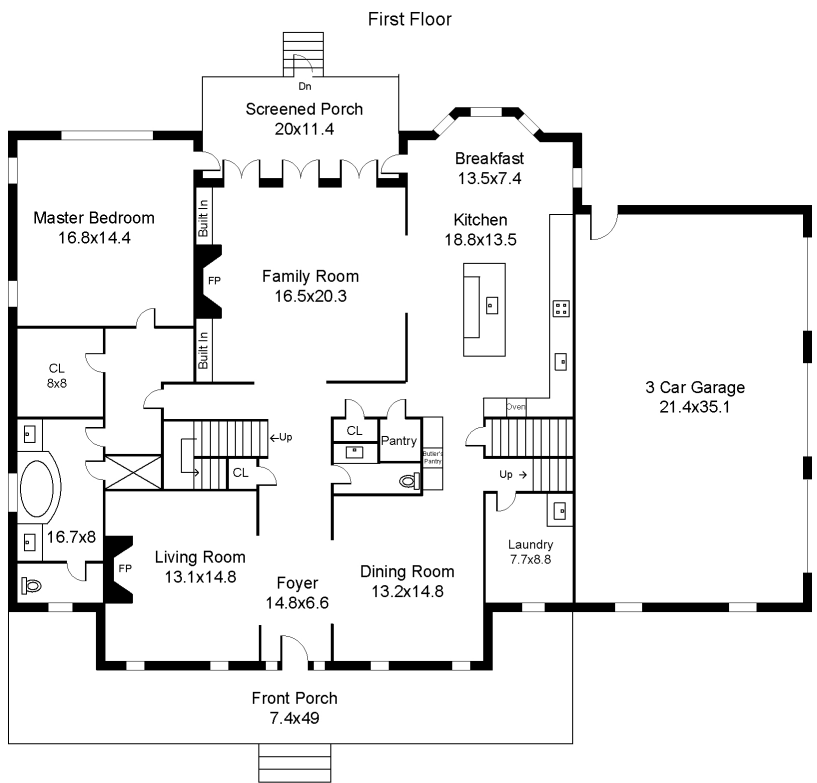 First Floor
Dn
Screened Porch
20x11.4
Breakfast
13.5x7.4
Master Bedroom
16.8x14.4
Built In
Kitchen
18.8x13.5
FP
Family Room
16.5x20.3
Built In
CL
8x8
3 Car Garage
21.4x35.1
Oven
←Up
CL
Pantry
Butler's
Pantry
CL
Up →
16.7x8
Living Room
13.1x14.8
FP
Foyer
14.8x6.6
Dining Room
13.2x14.8
Laundry
7.7x8.8
Front Porch
7.4x49